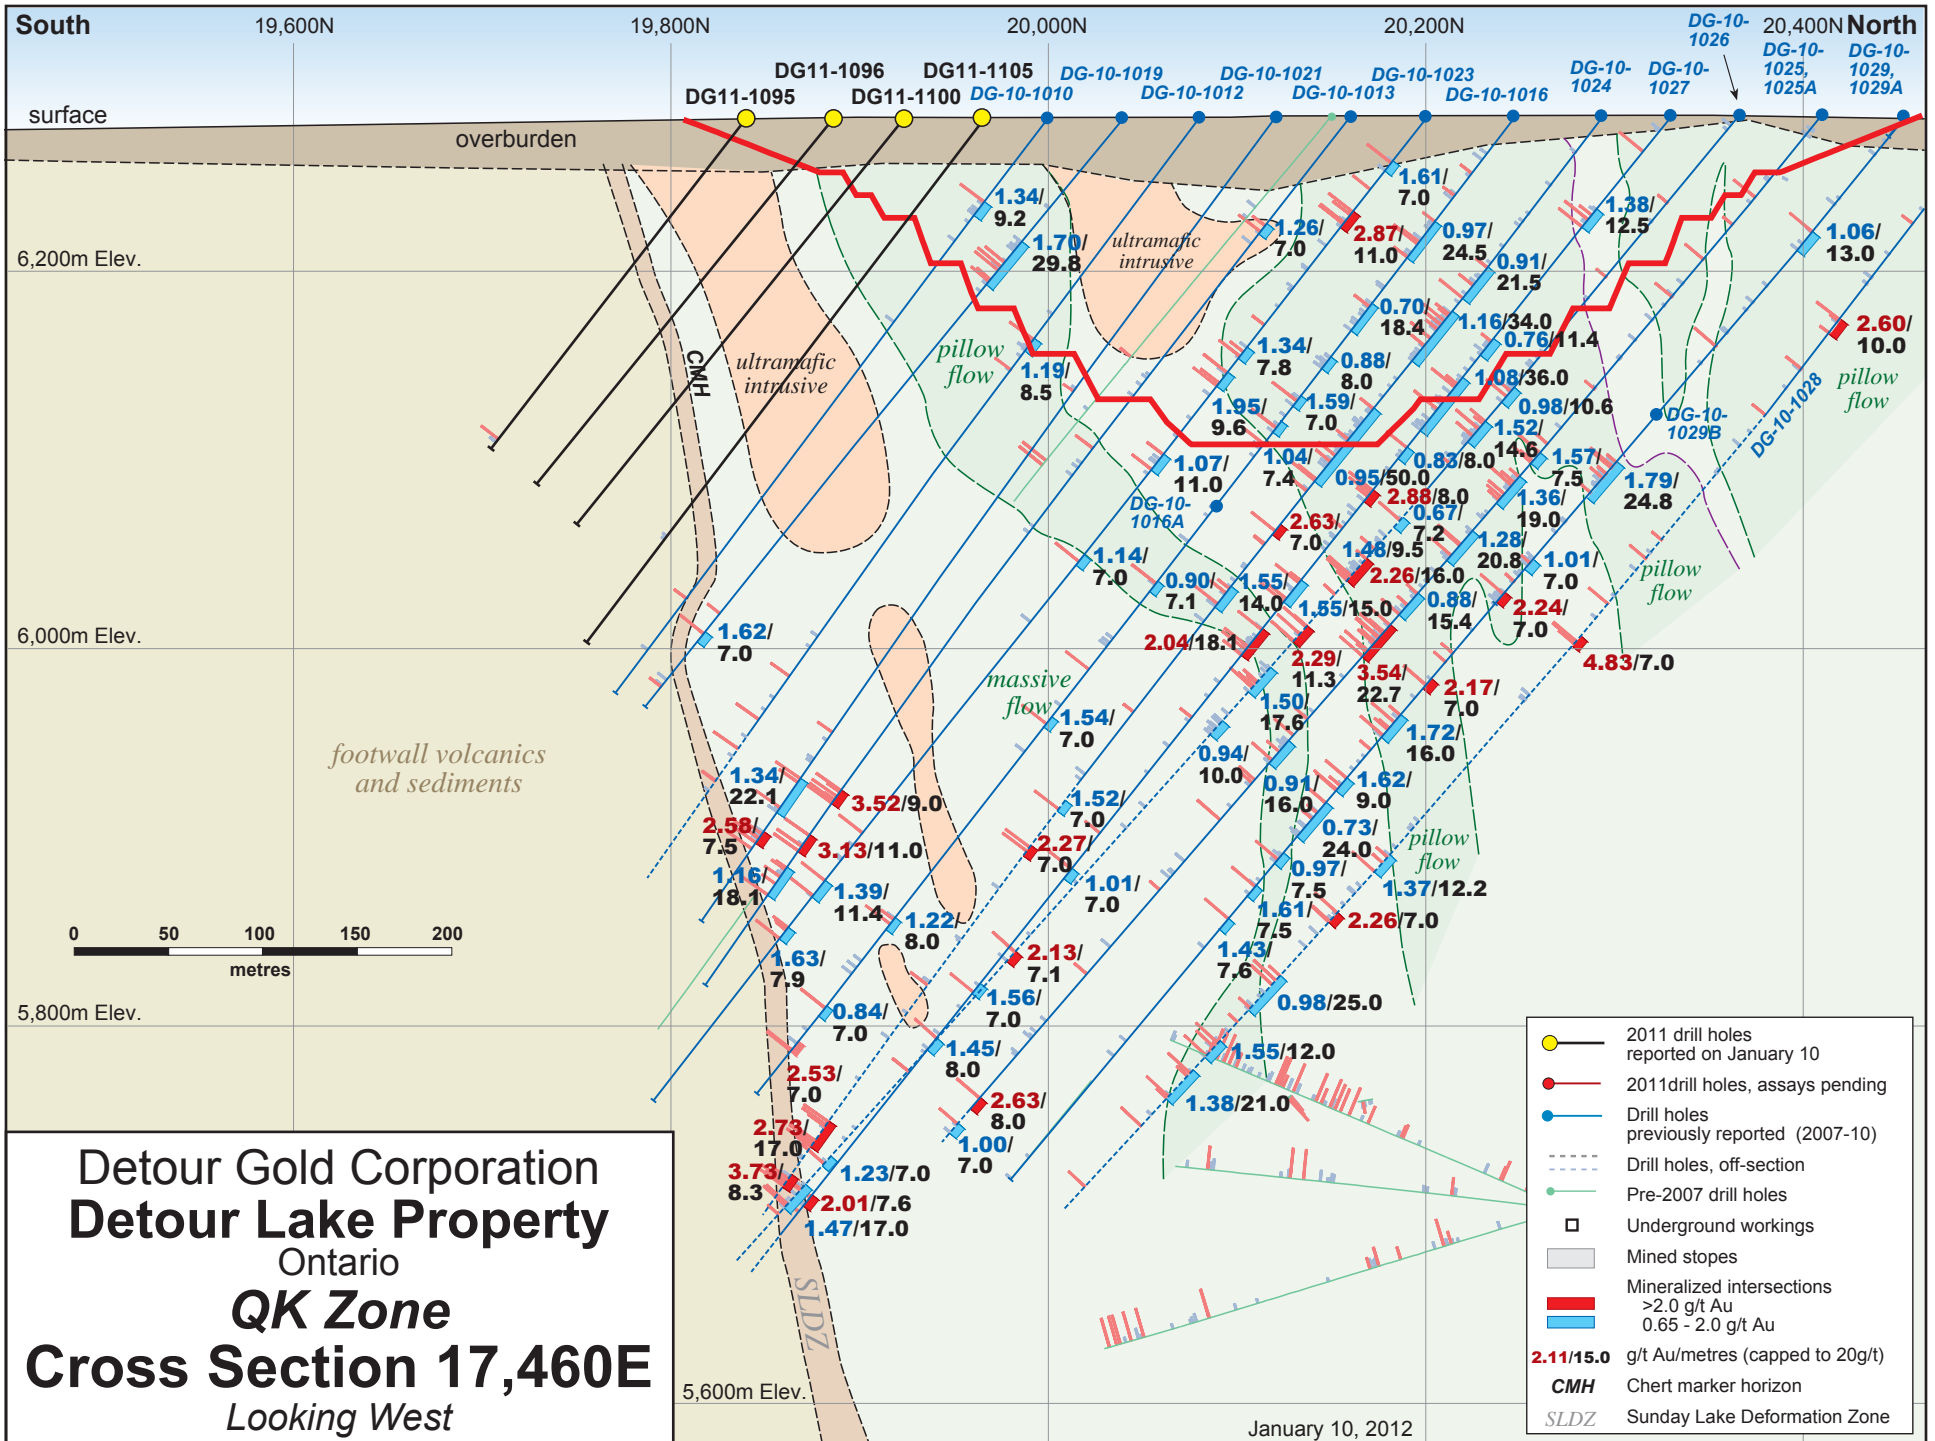 South
19,600N
19,800N
20,000N
20,200N
20,400N
North
DG-10-
1026
DG-10-
1025,
1025A
DG-10-
1029,
1029A
DG11-1096
DG11-1105
DG-10-1019
DG-10-1021
DG-10-1023
DG-10-
1024
DG-10-
1027
DG11-1095
DG11-1100
DG-10-1010
DG-10-1012
DG-10-1013
DG-10-1016
surface
overburden
1.61/
7.0
1.34/
9.2
1.70/
29.8
ultramafic
intrusive
1.26/
7.0
2.87/
11.0
0.97/
24.5
1.38/
12.5
1.06/
13.0
6,200m Elev.
0.91/
21.5
0.70/
18.4
1.16/34.0
0.76/11.4
2.60/
10.0
CMH
ultramafic
intrusive
pillow
flow
1.19/
8.5
1.34/
7.8
0.88/
8.0
1.08/36.0
0.98/10.6
pillow
flow
1.95/
9.6
1.59/
7.0
1.52/
14.6
DG-10-
1029B
DG-10-1028
1.07/
11.0
1.04/
7.4
0.95/50.0
0.83/8.0
1.57/
7.5
1.79/
24.8
DG-10-
1016A
2.88/8.0
0.67/
7.2
1.36/
19.0
2.63/
7.0
1.48/9.5
2.26/16.0
1.28/
20.8
1.01/
7.0
pillow
flow
1.14/
7.0
0.90/
7.1
1.55/
14.0
1.55/15.0
0.88/
15.4
2.24/
7.0
6,000m Elev.
1.62/
7.0
2.04/18.1
2.29/
11.3
3.54/
22.7
4.83/7.0
massive
flow
2.17/
7.0
1.50/
17.6
1.54/
7.0
1.72/
16.0
footwall volcanics
and sediments
0.94/
10.0
0.91/
16.0
1.62/
9.0
1.34/
22.1
3.52/9.0
1.52/
7.0
0.73/
24.0
2.58/
7.5
3.13/11.0
2.27/
7.0
pillow
flow
1.16/
18.1
1.39/
11.4
1.01/
7.0
0.97/
7.5
1.37/12.2
1.22/
8.0
1.61/
7.5
2.26/7.0
0 50 100 150 200
metres
1.63/
7.9
2.13/
7.1
1.43/
7.6
1.56/
7.0
0.98/25.0
5,800m Elev.
0.84/
7.0
1.45/
8.0
1.55/12.0
2.53/
7.0
2.63/
8.0
1.38/21.0
2.73/
17.0
1.00/
7.0
3.73/
8.3
1.23/7.0
2.01/7.6
1.47/17.0
SLDZ
5,600m Elev.
January 10, 2012
Detour Gold Corporation
Detour Lake Property
Ontario
QK Zone
Cross Section 17,460E
Looking West
2011 drill holes
reported on January 10
2011drill holes, assays pending
Drill holes
previously reported (2007-10)
Drill holes, off-section
Pre-2007 drill holes
Underground workings
Mined stopes
Mineralized intersections
>2.0 g/t Au
0.65 - 2.0 g/t Au
2.11/15.0 g/t Au/metres (capped to 20g/t)
CMH Chert marker horizon
SLDZ Sunday Lake Deformation Zone